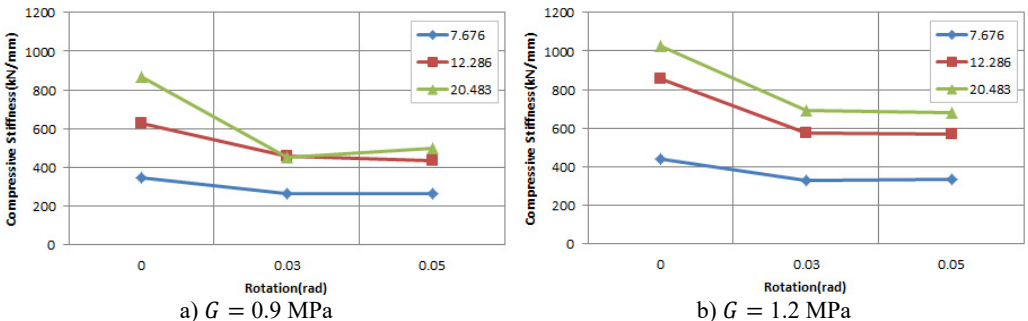 1200
1000
800
600
400
200
0
Compressive Stiffness(kN/mm)
7.676
12.286
20.483
0 0.03 0.05
Rotation(rad)
a) G = 0.9 MPa
1200
1000
800
600
400
200
0
Compressive Stiffness(kN/mm)
7.676
12.286
20.483
0 0.03 0.05
Rotation(rad)
b) G = 1.2 MPa